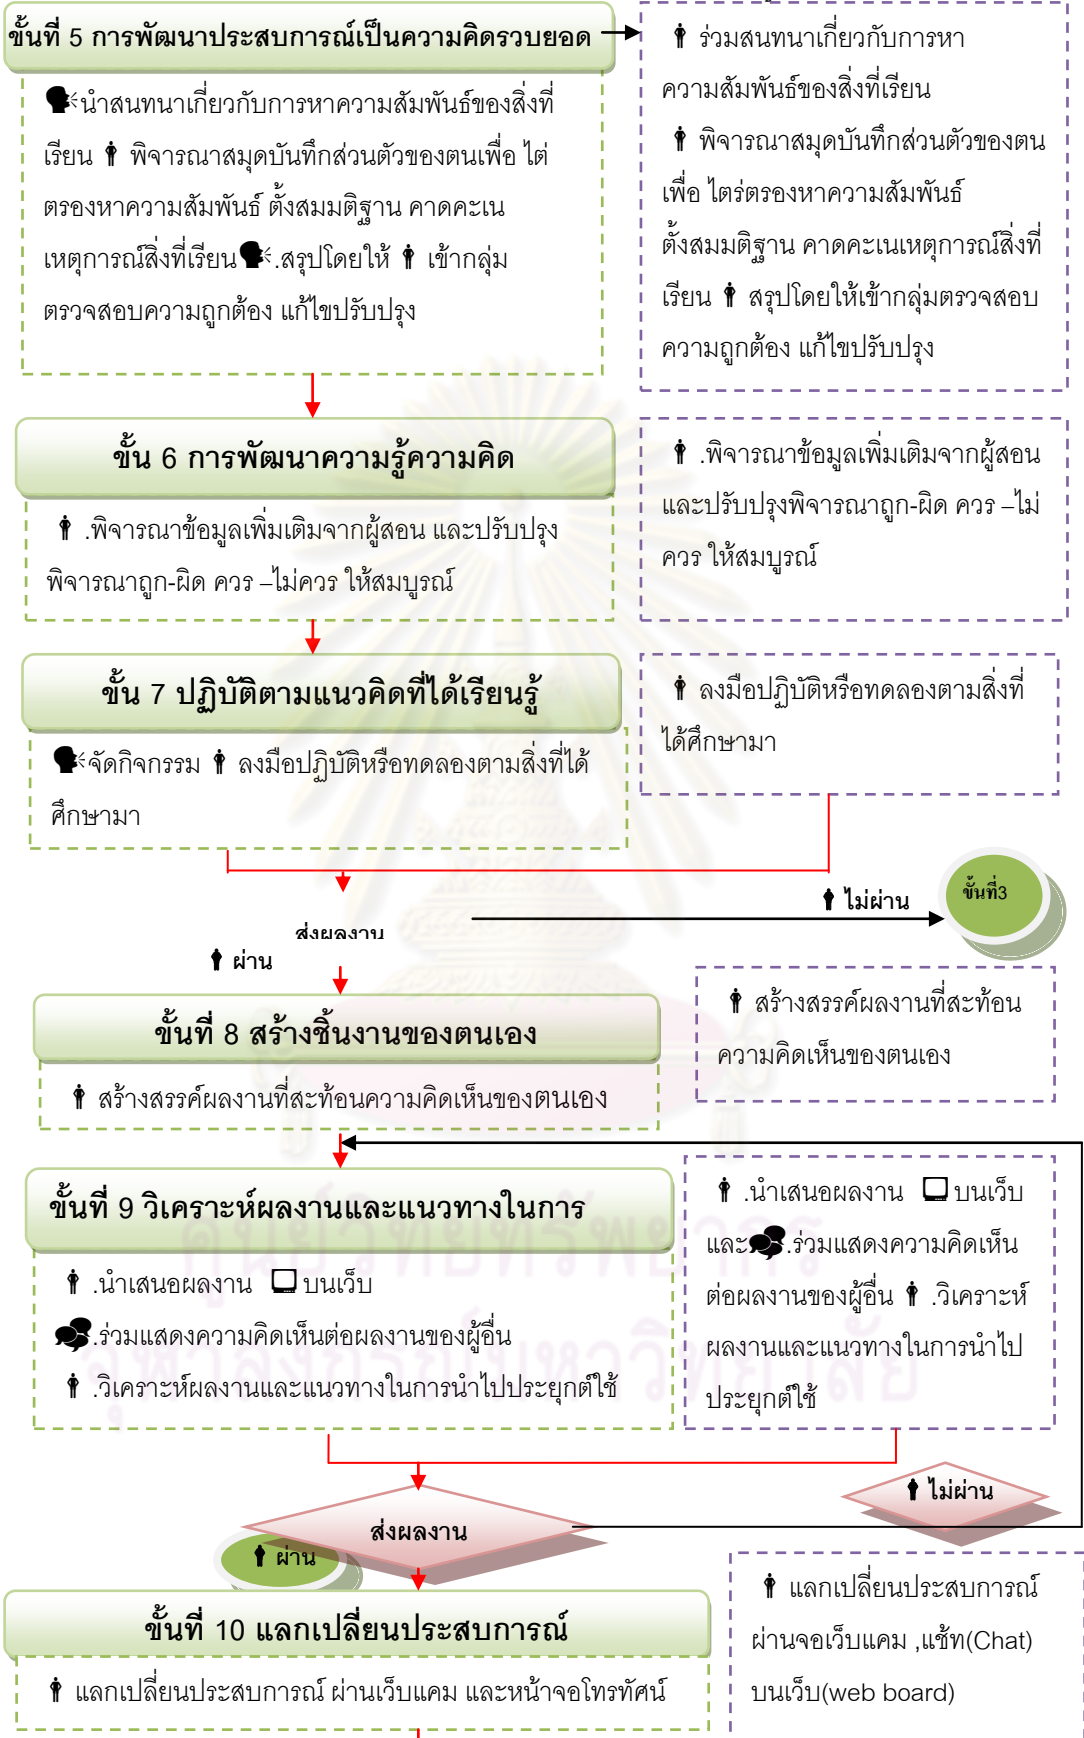 ขั้นที่ 5 การพัฒนาประสบการณ์เป็นความคิดรวบยอด
นำสนทนาเกี่ยวกับการหาความสัมพันธ์ของสิ่งที่
เรียน พิจารณาสมุดบันทึกส่วนตัวของตนเพื่อ ไต่
ตรองหาความสัมพันธ์ ตั้งสมมติฐาน คาดคะเน
เหตุการณ์สิ่งที่เรียน .สรุปโดยให้ เข้ากลุ่ม
ตรวจสอบความถูกต้อง แก้ไขปรับปรุง
ร่วมสนทนาเกี่ยวกับการหา
ความสัมพันธ์ของสิ่งที่เรียน
พิจารณาสมุดบันทึกส่วนตัวของตน
เพื่อ ไตร่ตรองหาความสัมพันธ์
ตั้งสมมติฐาน คาดคะเนเหตุการณ์สิ่งที่
เรียน สรุปโดยให้เข้ากลุ่มตรวจสอบ
ความถูกต้อง แก้ไขปรับปรุง
ขั้น 6 การพัฒนาความรู้ความคิด
.พิจารณาข้อมูลเพิ่มเติมจากผู้สอน และปรับปรุง
พิจารณาถูก-ผิด ควร –ไม่ควร ให้สมบูรณ์
.พิจารณาข้อมูลเพิ่มเติมจากผู้สอน
และปรับปรุงพิจารณาถูก-ผิด ควร –ไม่
ควร ให้สมบูรณ์
ขั้น 7 ปฏิบัติตามแนวคิดที่ได้เรียนรู้
จัดกิจกรรม ลงมือปฏิบัติหรือทดลองตามสิ่งที่ได้
ศึกษามา
ลงมือปฏิบัติหรือทดลองตามสิ่งที่
ได้ศึกษามา
ไม่ผ่าน
ขั้นที่3
ส่งผลงาน
ผ่าน
ขั้นที่ 8 สร้างชิ้นงานของตนเอง
สร้างสรรค์ผลงานที่สะท้อนความคิดเห็นของตนเอง
สร้างสรรค์ผลงานที่สะท้อน
ความคิดเห็นของตนเอง
ขั้นที่ 9 วิเคราะห์ผลงานและแนวทางในการ
.นำเสนอผลงาน บนเว็บ
.ร่วมแสดงความคิดเห็นต่อผลงานของผู้อื่น
.วิเคราะห์ผลงานและแนวทางในการนำไปประยุกต์ใช้
.นำเสนอผลงาน บนเว็บ
และ .ร่วมแสดงความคิดเห็น
ต่อผลงานของผู้อื่น .วิเคราะห์
ผลงานและแนวทางในการนำไป
ประยุกต์ใช้
ไม่ผ่าน
ส่งผลงาน
ผ่าน
ขั้นที่ 10 แลกเปลี่ยนประสบการณ์
แลกเปลี่ยนประสบการณ์ ผ่านเว็บแคม และหน้าจอโทรทัศน์
แลกเปลี่ยนประสบการณ์
ผ่านจอเว็บแคม ,แช้ท(Chat)
บนเว็บ(web board)
ศูนย์วิทยทรัพยากร
จุฬาลงกรณ์มหาวิทยาลัย